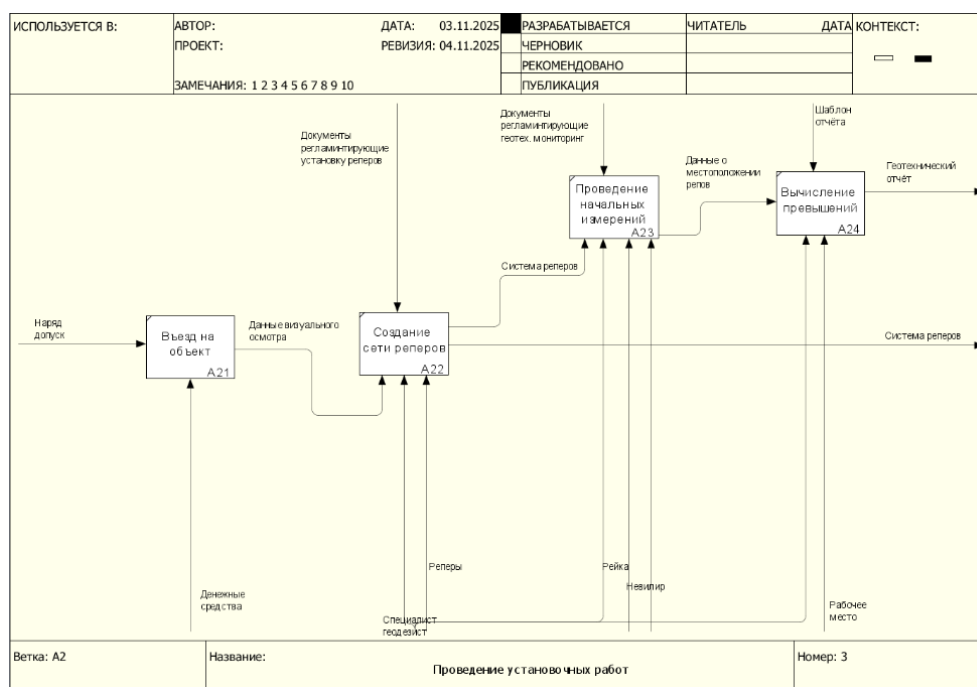 ИСПОЛЬЗУЕТСЯ В:
АВТОР:
ДАТА: 03.11.2025
ПРОЕКТ:
РЕВИЗИЯ: 04.11.2025
ЗАМЕЧАНИЯ: 1 2 3 4 5 6 7 8 9 10
РАЗРАБАТЫВАЕТСЯ
ЧЕРНОВИК
РЕКОМЕНДОВАНО
ПУБЛИКАЦИЯ
ЧИТАТЕЛЬ
ДАТА
КОНТЕКСТ:
Документы
регламинтирующие
установку реперов
Документы
регламинтирующие
геотех. мониторинг
Шаблон
отчёта
Данные о
местоположении
репов
Геотехнический
отчёт
Проведение
начальных
измерений
A23
Вычисление
превышений
A24
Система реперов
Наряд
допуск
Въезд на
объект
A21
Данные визуального
осмотра
Создание
сети реперов
A22
Система реперов
Реперы
Рейка
Невилир
Денежные
средства
Специалист
геодезист
Рабочее
место
Ветка: A2
Название:
Проведение установочных работ
Номер: 3